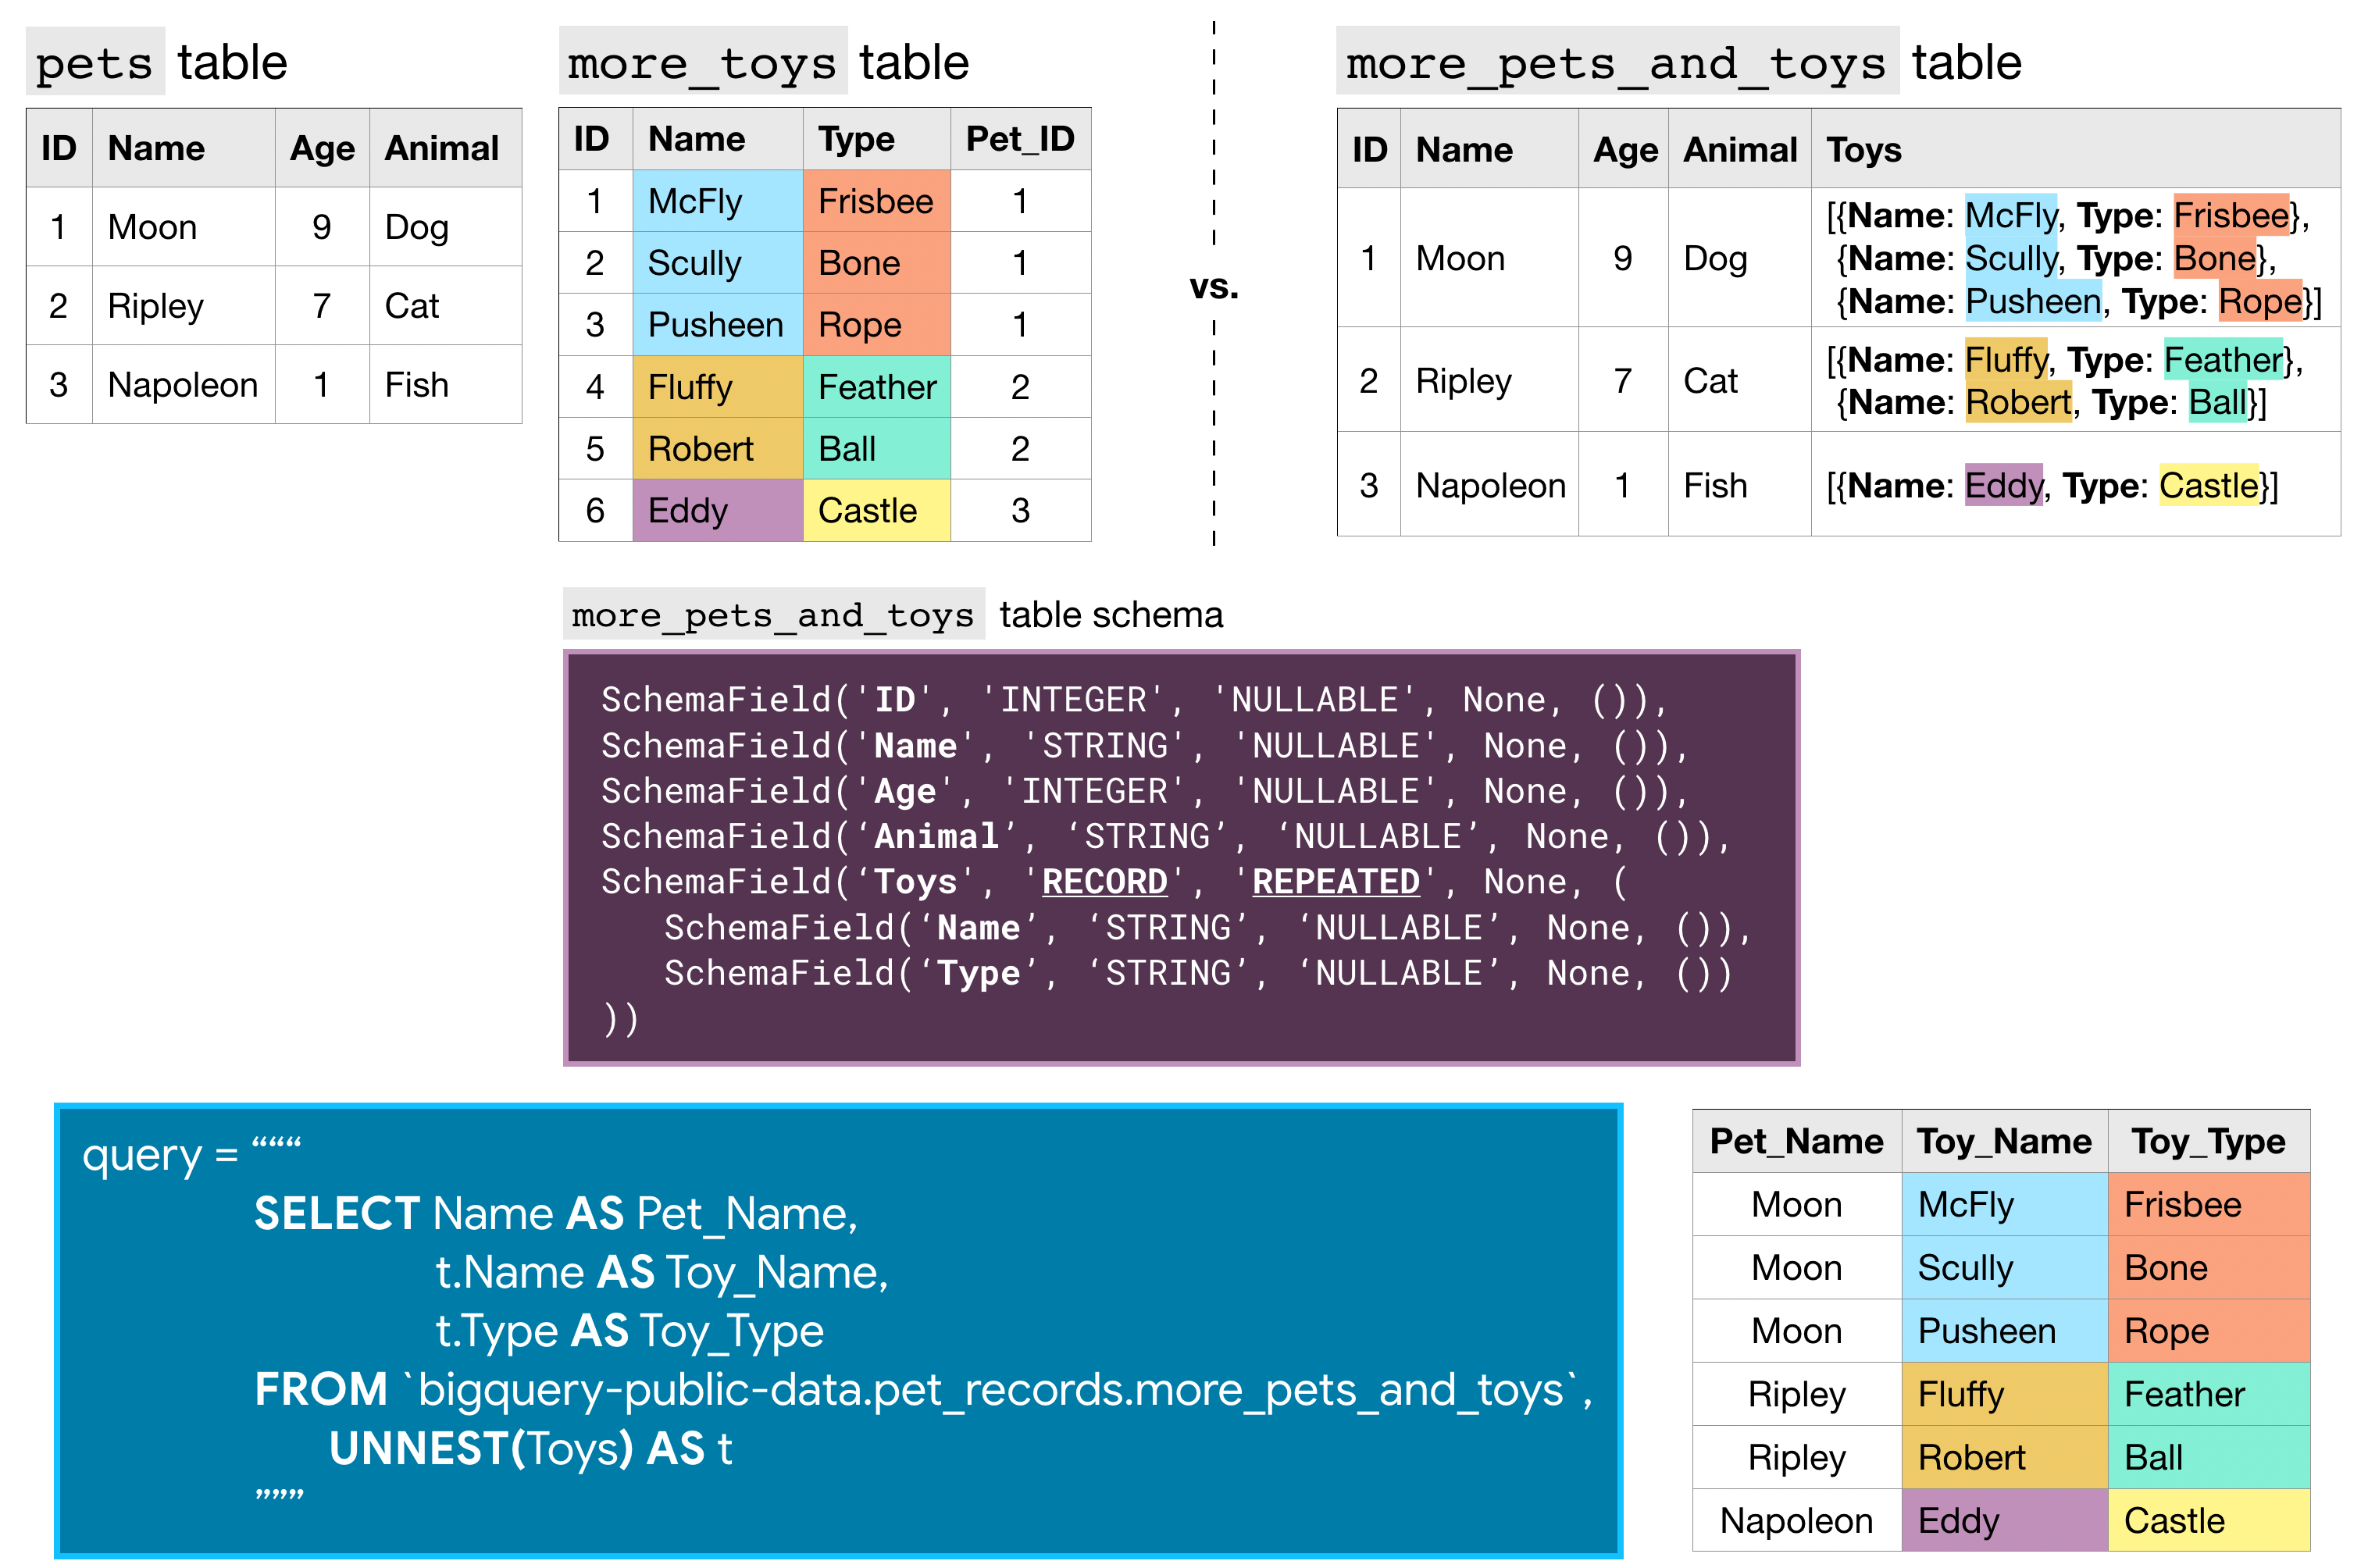 pets table
ID Name Age Animal
1 Moon 9 Dog
2 Ripley 7 Cat
3 Napoleon 1 Fish
more_toys table
ID Name Type Pet_ID
1 McFly Frisbee 1
2 Scully Bone 1
3 Pusheen Rope 1
4 Fluffy Feather 2
5 Robert Ball 2
6 Eddy Castle 3
vs.
more_pets_and_toys table
ID Name Age Animal Toys
1 Moon 9 Dog [{Name: McFly, Type: Frisbee},
{Name: Scully, Type: Bone},
{Name: Pusheen, Type: Rope}]
2 Ripley 7 Cat [{Name: Fluffy, Type: Feather},
{Name: Robert, Type: Ball}]
3 Napoleon 1 Fish [{Name: Eddy, Type: Castle}]
more_pets_and_toys table schema
SchemaField('ID', 'INTEGER', 'NULLABLE', None, ()),
SchemaField('Name', 'STRING', 'NULLABLE', None, ()),
SchemaField('Age', 'INTEGER', 'NULLABLE', None, ()),
SchemaField(‘Animal’, ‘STRING’, ‘NULLABLE’, None, ()),
SchemaField(‘Toys', 'RECORD', 'REPEATED', None, (
SchemaField(‘Name’, ‘STRING’, ‘NULLABLE’, None, ()),
SchemaField(‘Type’, ‘STRING’, ‘NULLABLE’, None, ())
))
query = “““
SELECT Name AS Pet_Name,
t.Name AS Toy_Name,
t.Type AS Toy_Type
FROM `bigquery-public-data.pet_records.more_pets_and_toys`,
UNNEST(Toys) AS t
”””
Pet_Name Toy_Name Toy_Type
Moon McFly Frisbee
Moon Scully Bone
Moon Pusheen Rope
Ripley Fluffy Feather
Ripley Robert Ball
Napoleon Eddy Castle